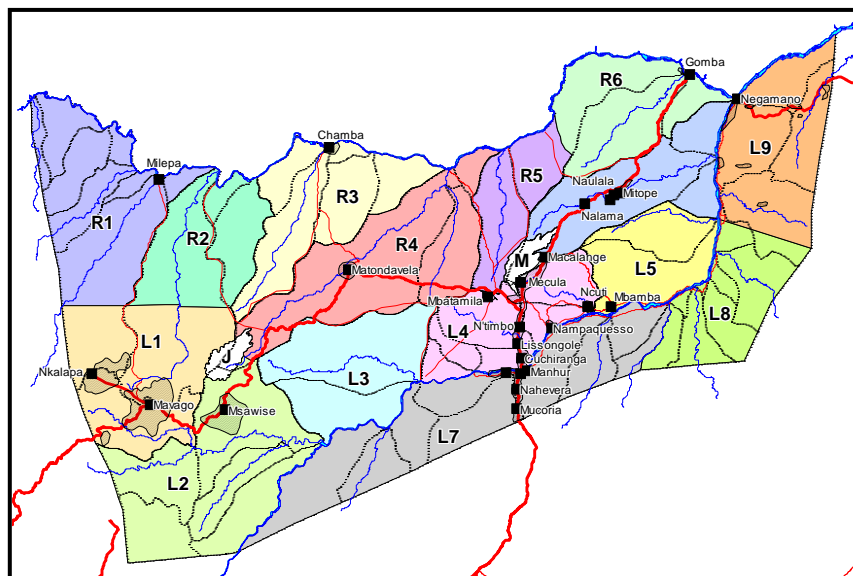 Gomba
R6
Negamano
L9
Chamba
Milepa
R3
R5
Naulala
Mitope
R1
R2
Nalama
R4
M
Macalange
Matondavela
L5
Mecula
Mbatamila
Ncuti
Mbamba
L8
N'timbo
L4
Nampaquesso
L1
J
Lissongole
Cuchiranga
Nkalapa
L3
Manhur
Nahevera
Mavago
Msawise
Mucoria
L7
L2